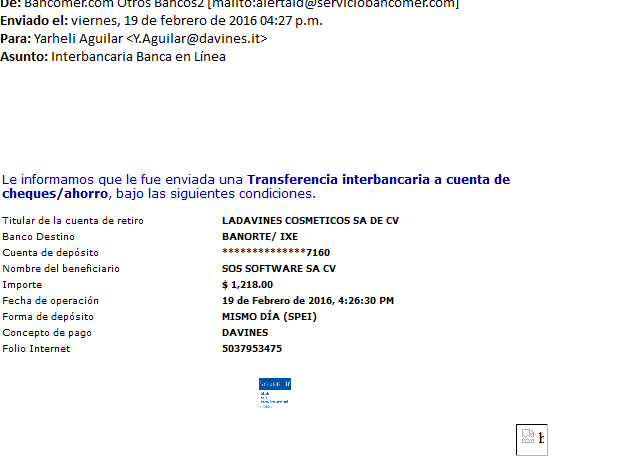 De: Bancomer.com Otros Bancos2 [mailto:alertaid@serviciobancomer.com]
Enviado el: viernes, 19 de febrero de 2016 04:27 p.m.
Para: Yarheli Aguilar <Y.Aguilar@davines.it>
Asunto: Interbancaria Banca en Línea
Le informamos que le fue enviada una Transferencia interbancaria a cuenta de
cheques/ahorro, bajo las siguientes condiciones.
Titular de la cuenta de retiro LADAVINES COSMETICOS SA DE CV
Banco Destino BANORTE/ IXE
Cuenta de depósito **************7160
Nombre del beneficiario SOS SOFTWARE SA CV
Importe $ 1,218.00
Fecha de operación 19 de Febrero de 2016, 4:26:30 PM
Forma de depósito MISMO DÍA (SPEI)
Concepto de pago DAVINES
Folio Internet 5037953475